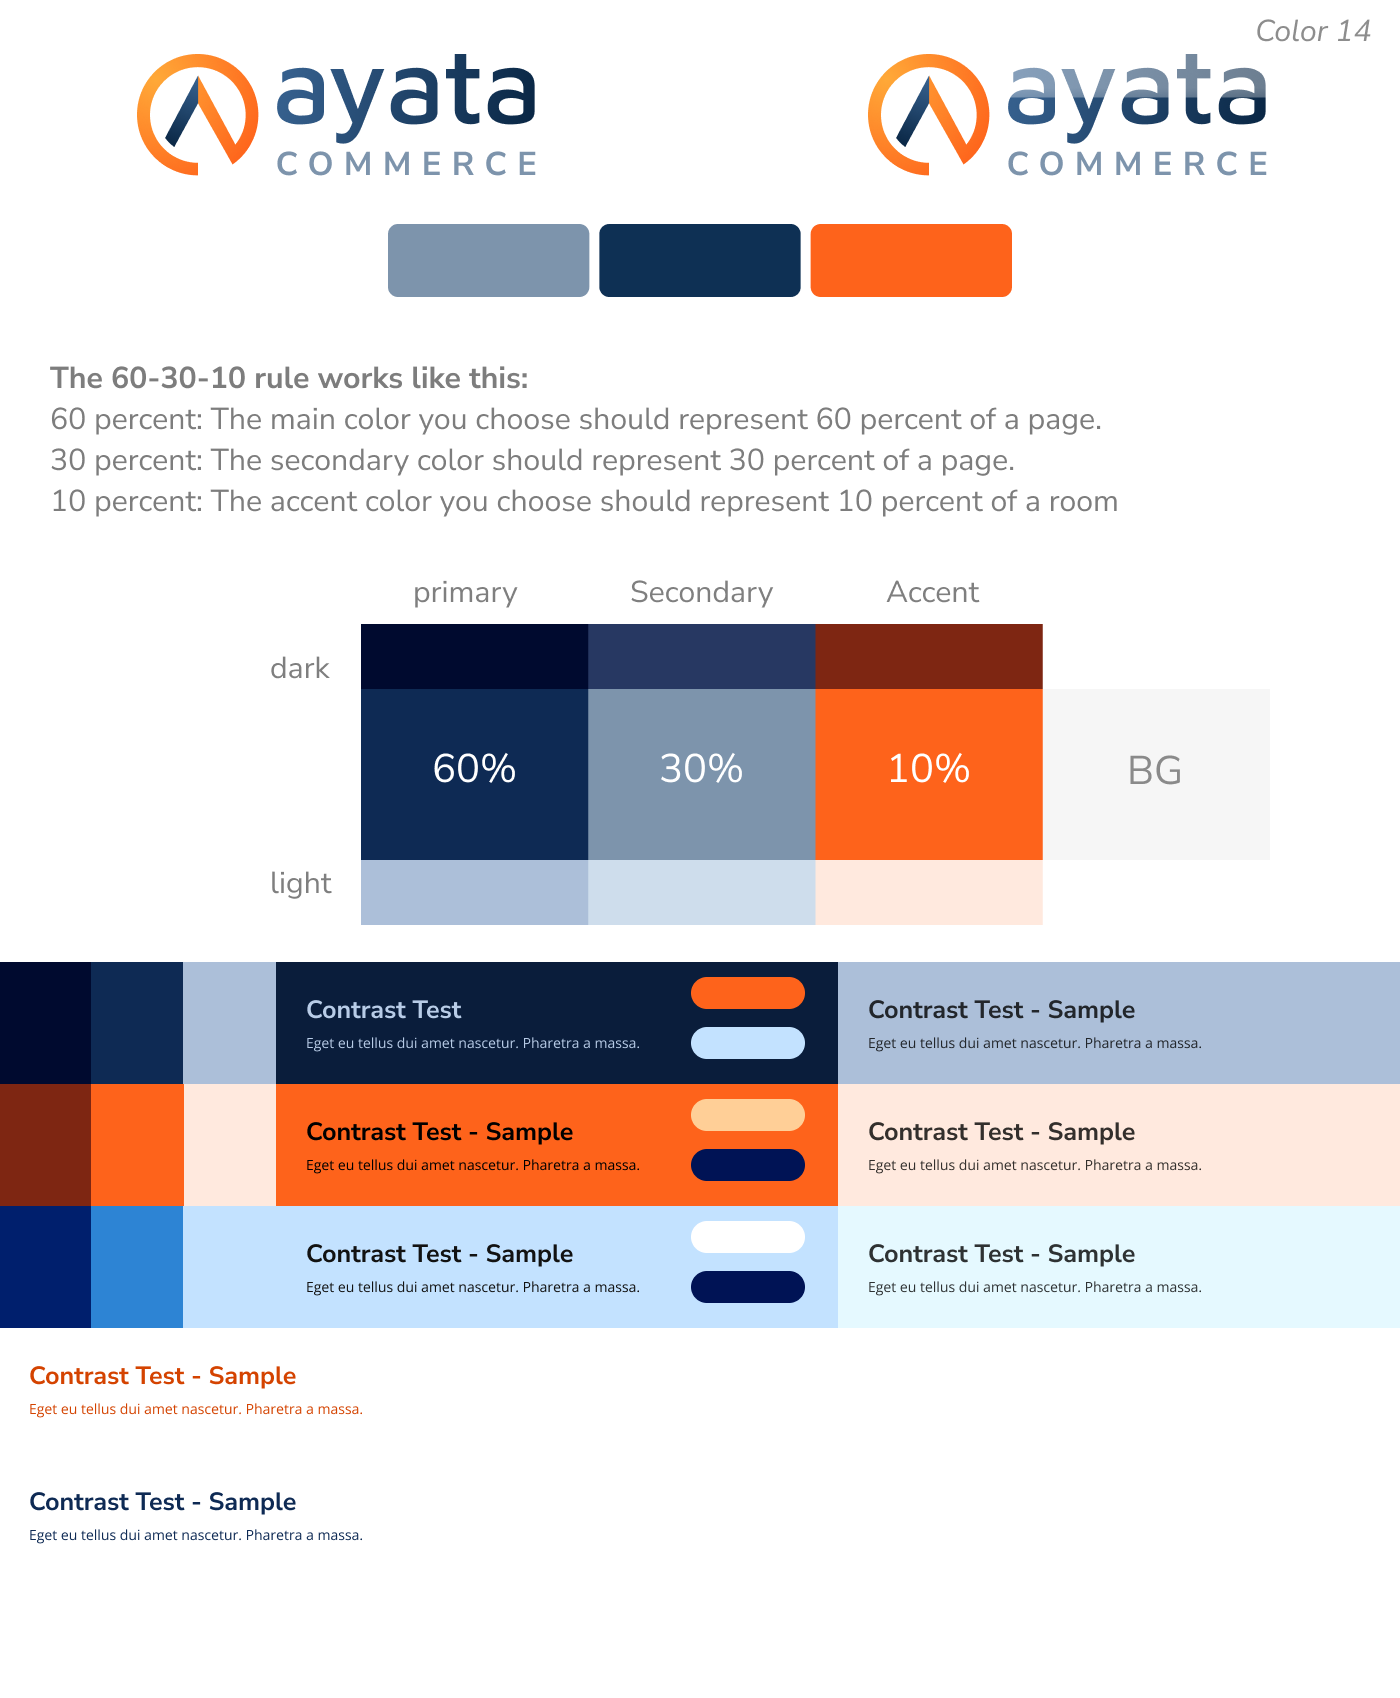 Color 14
ayata
COMMERCE
ayata
COMMERCE
The 60-30-10 rule works like this:
60 percent: The main color you choose should represent 60 percent of a page.
30 percent: The secondary color should represent 30 percent of a page.
10 percent: The accent color you choose should represent 10 percent of a room
primary Secondary Accent
dark
60% 30% 10% BG
light
Contrast Test
Eget eu tellus dui amet nascetur. Pharetra a massa.
Contrast Test - Sample
Eget eu tellus dui amet nascetur. Pharetra a massa.
Contrast Test - Sample
Eget eu tellus dui amet nascetur. Pharetra a massa.
Contrast Test - Sample
Eget eu tellus dui amet nascetur. Pharetra a massa.
Contrast Test - Sample
Eget eu tellus dui amet nascetur. Pharetra a massa.
Contrast Test - Sample
Eget eu tellus dui amet nascetur. Pharetra a massa.
Contrast Test - Sample
Eget eu tellus dui amet nascetur. Pharetra a massa.
Contrast Test - Sample
Eget eu tellus dui amet nascetur. Pharetra a massa.